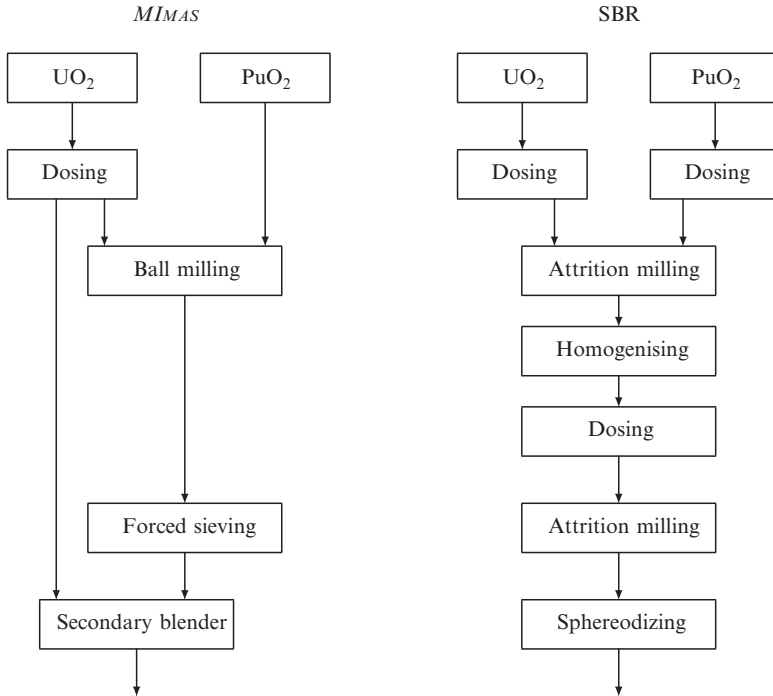 MIMAS
UO₂
PuO₂
Dosing
Ball milling
Forced sieving
Secondary blender
SBR
UO₂
PuO₂
Dosing
Dosing
Attrition milling
Homogenising
Dosing
Attrition milling
Sphereodizing